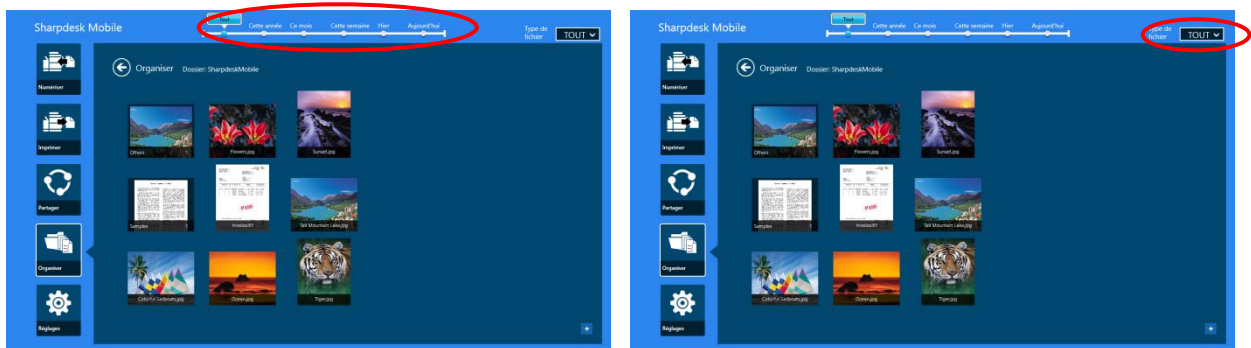 Sharpdesk Mobile
Tout
Cette année Ce mois Cette semaine Hier Aujourd'hui
Type de fichier TOUT
Numériser
Organiser Dossier: SharpdeskMobile
Imprimer
Others
Flowers.jpg
Sunset.jpg
Partager
Samples
Invoice.tif
Tall Mountain Lake.jpg
Organiser
Colorful Sailboats.jpg
Ocean.jpg
Tiger.jpg
Réglages
Sharpdesk Mobile
Tout
Cette année Ce mois Cette semaine Hier Aujourd'hui
Type de fichier TOUT
Numériser
Organiser Dossier: SharpdeskMobile
Imprimer
Others
Flowers.jpg
Sunset.jpg
Partager
Samples
Invoice.tif
Tall Mountain Lake.jpg
Organiser
Colorful Sailboats.jpg
Ocean.jpg
Tiger.jpg
Réglages